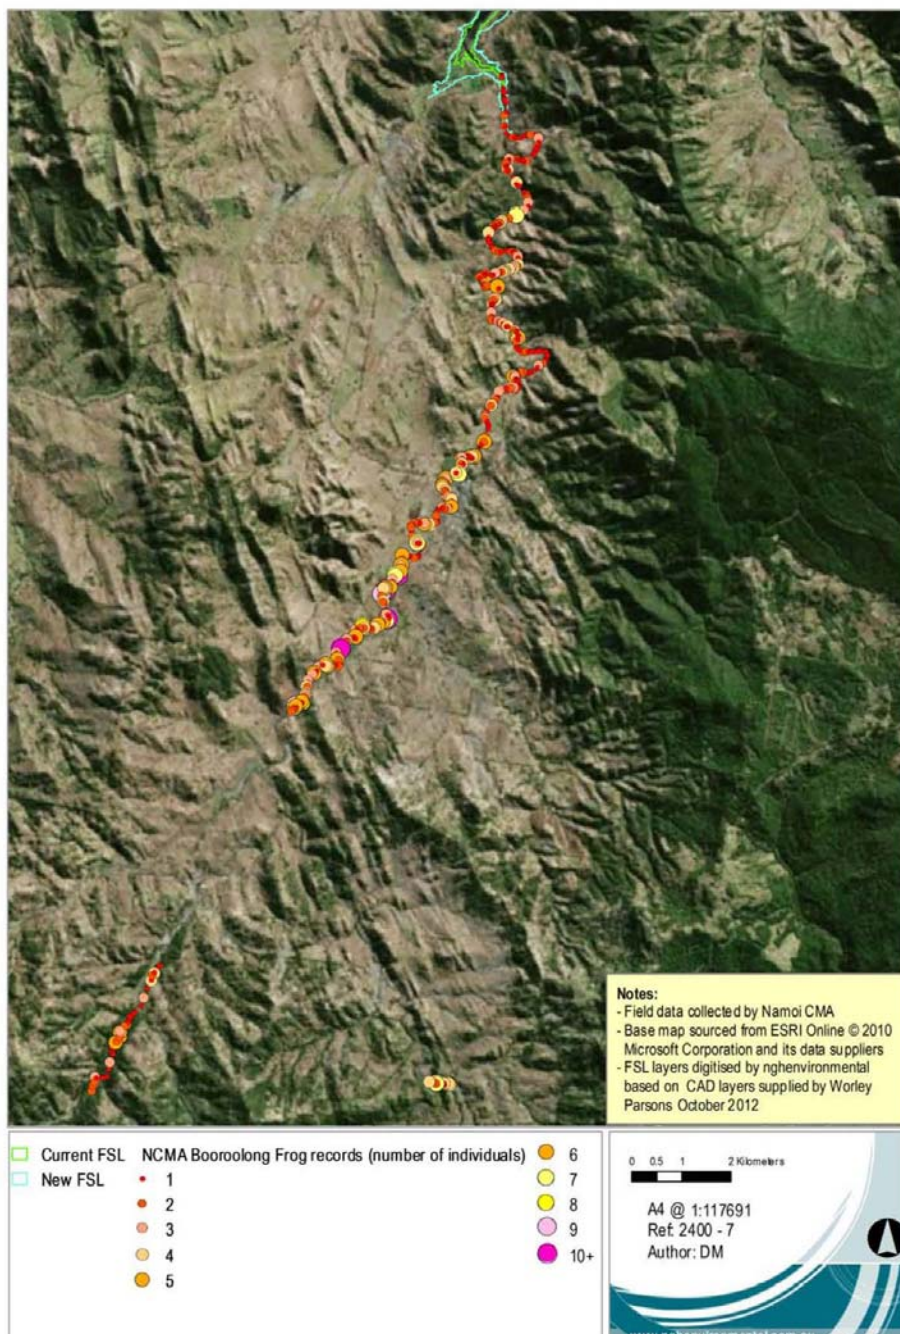 Notes:
- Field data collected by Namoi CMA
- Base map sourced from ESRI Online © 2010
Microsoft Corporation and its data suppliers
- FSL layers digitised by nghenvironmental
based on CAD layers supplied by Worley
Parsons October 2012
Current FSL
New FSL
NCMA Booroolong Frog records (number of individuals)
1
2
3
4
5
6
7
8
9
10+
0 0.5 1 2 Kilometers
A4 @ 1:117691
Ref: 2400 - 7
Author: DM